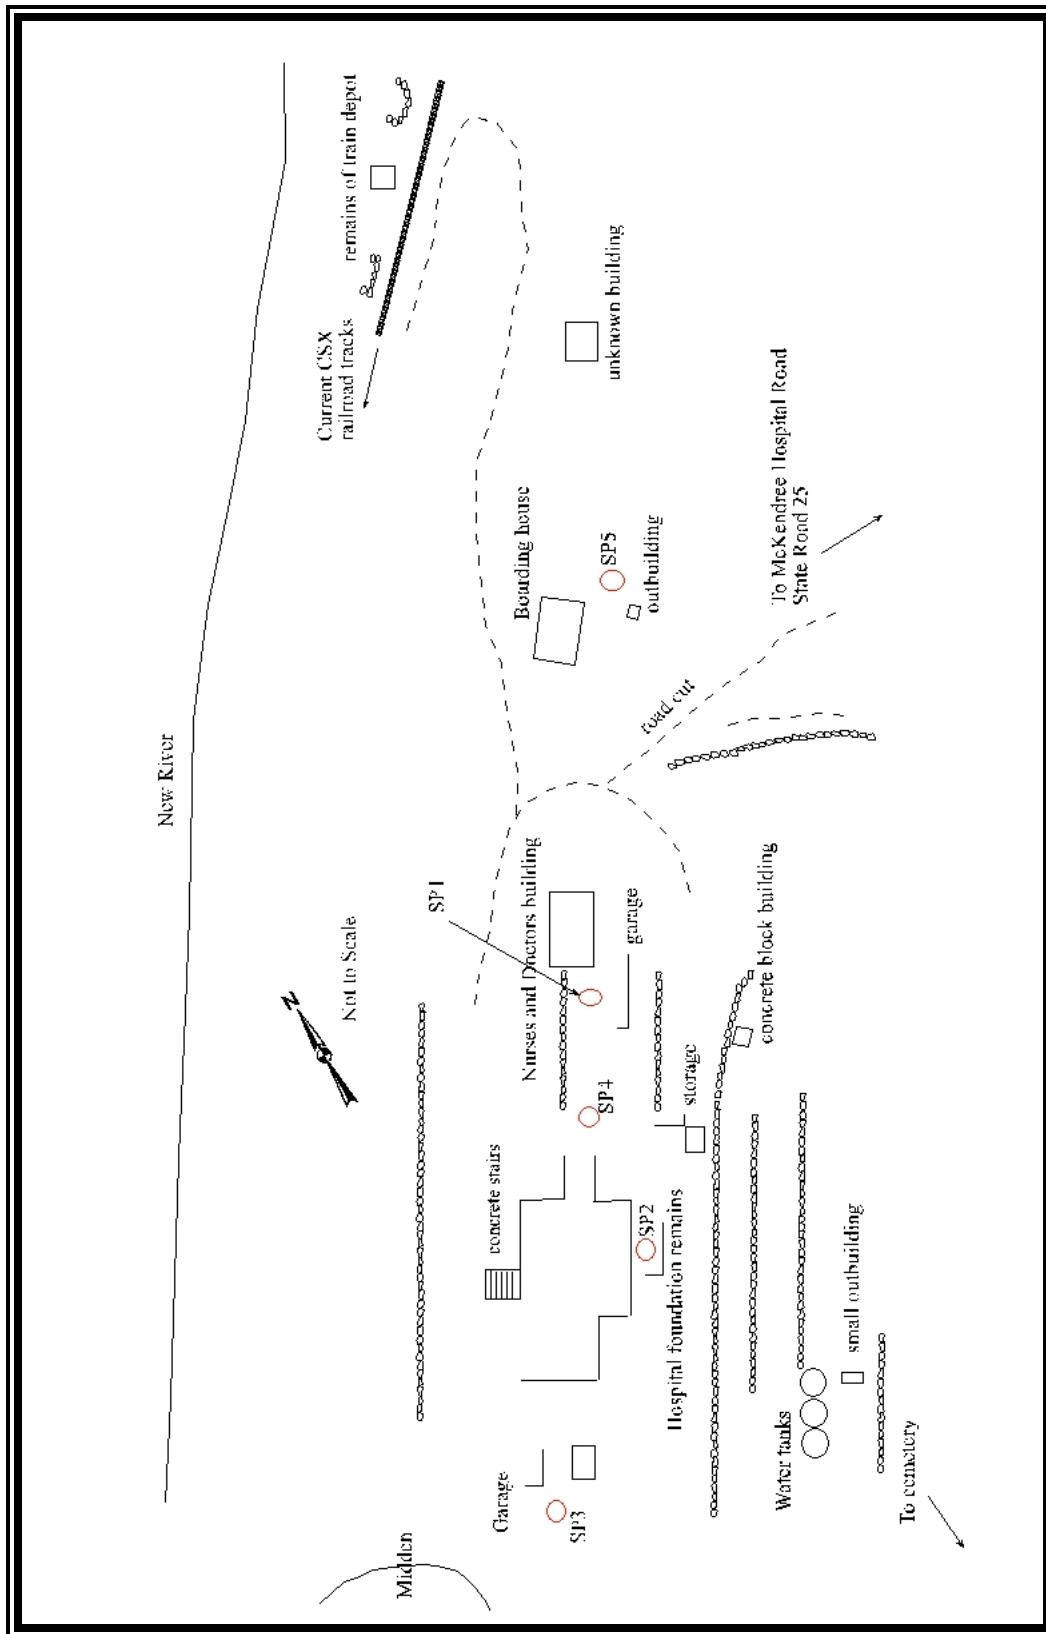 New River
remains of train depot
Current CSX
railroad tracks
unknown building
Boarding house
SP5
outbuilding
To McKendree Hospital Road
State Road 25
road cut
N
Not to Scale
SP1
Nurses and Doctors building
garage
concrete block building
SP4
storage
concrete stairs
SP2
Hospital foundation remains
small outbuilding
Water tanks
Garage
SP3
To cemetery
Midden